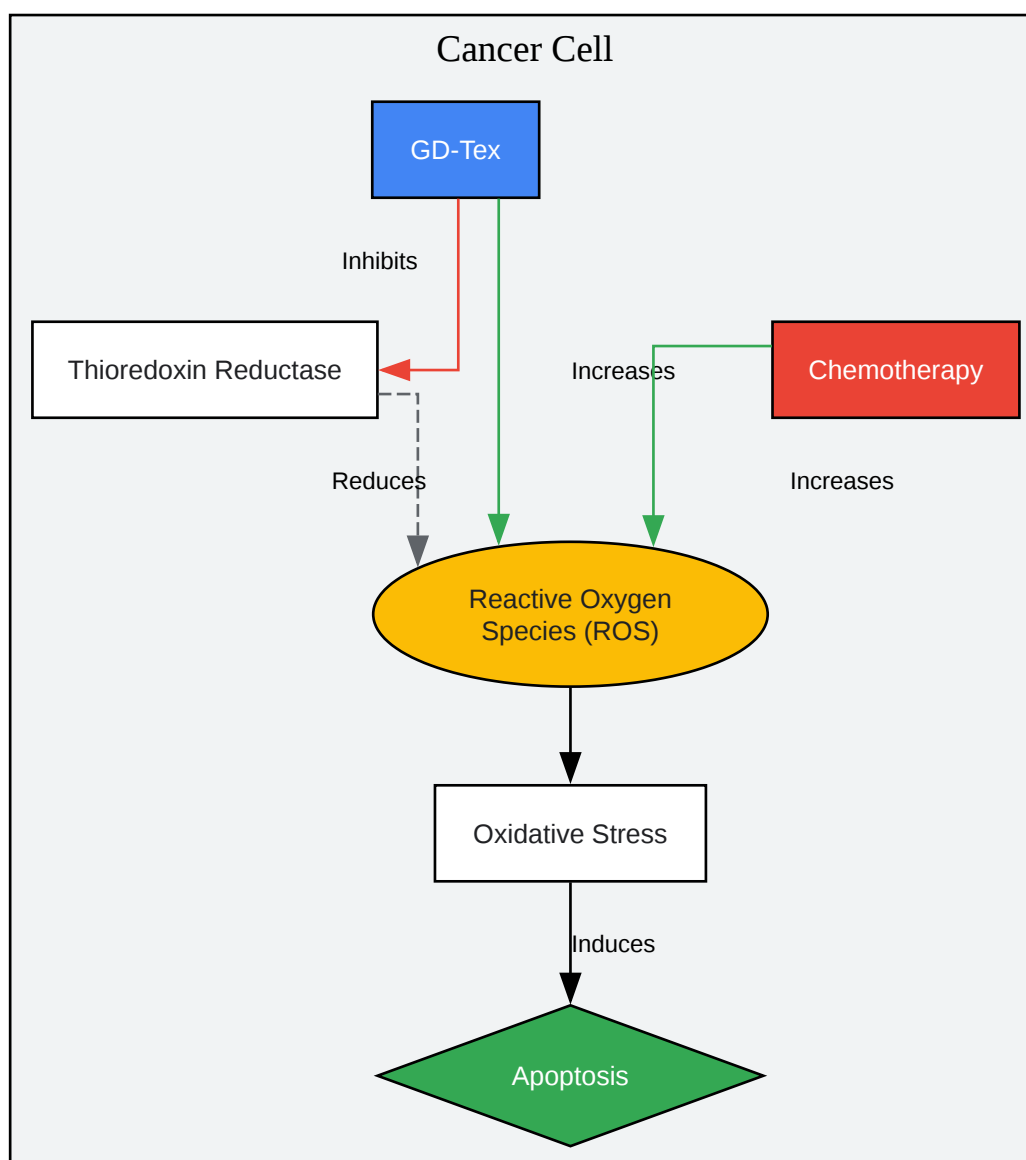 Cancer Cell
GD-Tex
Inhibits
Thioredoxin Reductase
Increases
Chemotherapy
Reduces
Increases
Reactive Oxygen
Species (ROS)
Oxidative Stress
Induces
Apoptosis